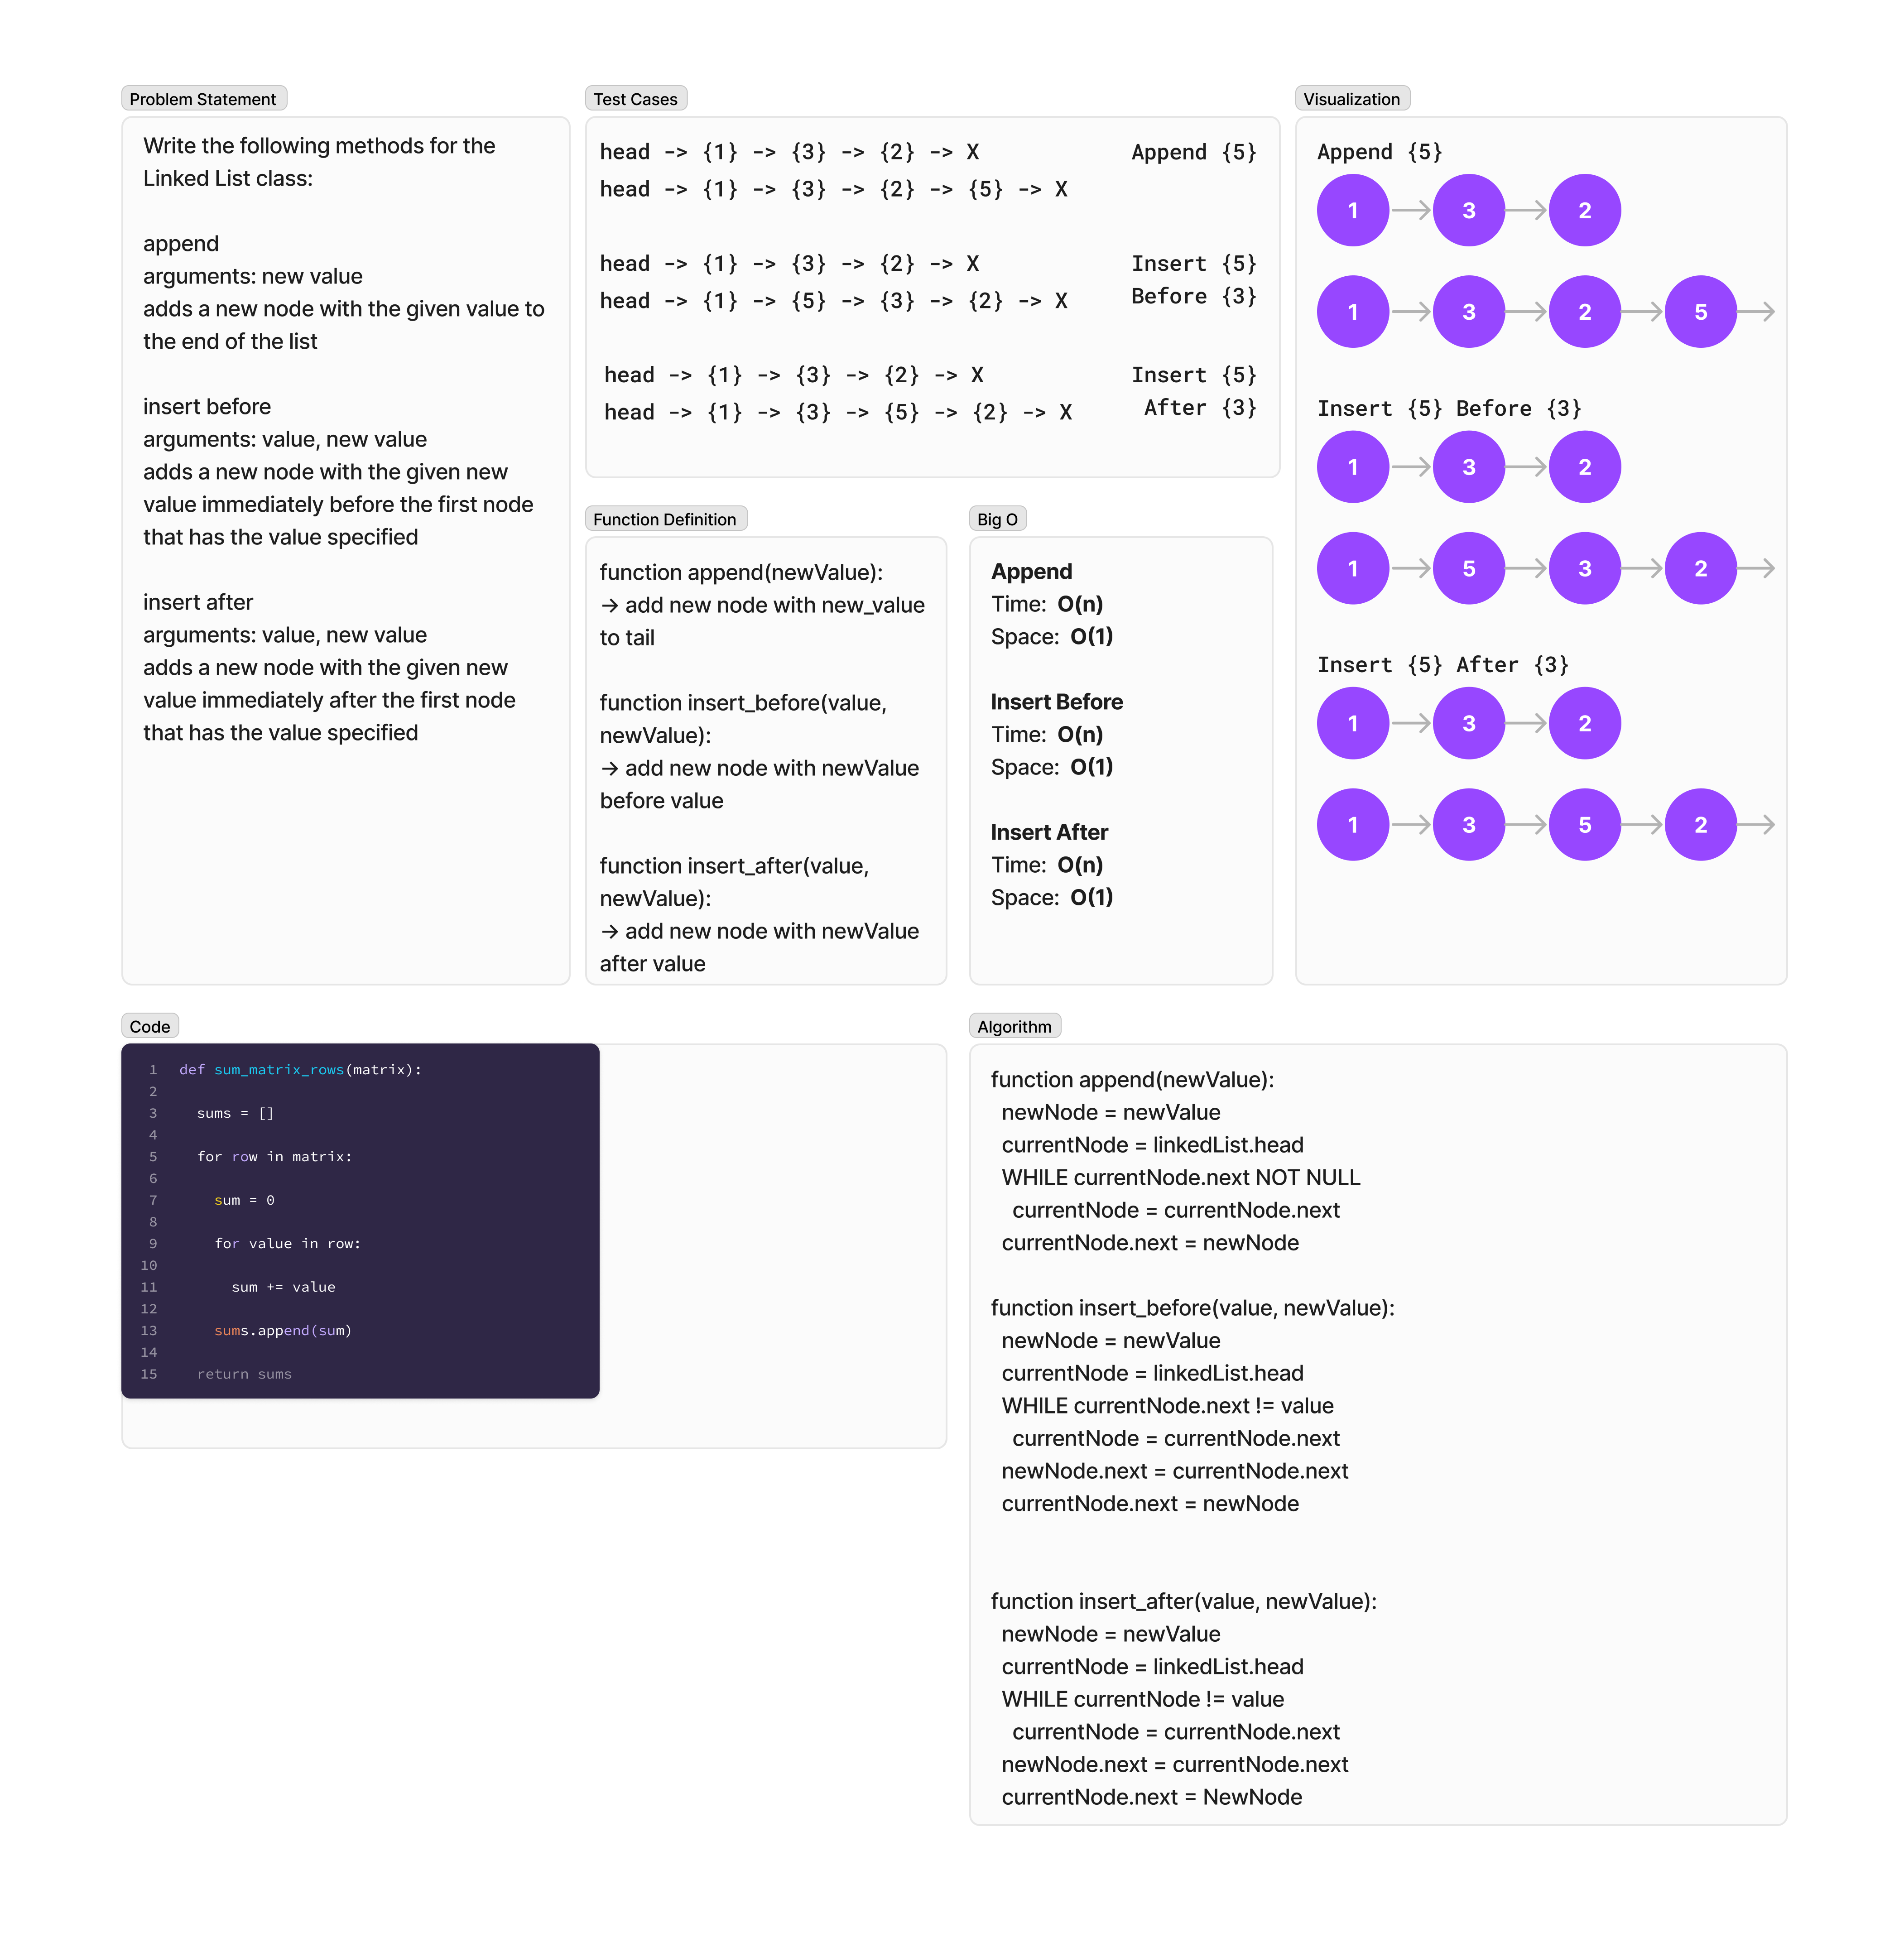 Problem Statement
Write the following methods for the
Linked List class:
append
arguments: new value
adds a new node with the given value to
the end of the list
insert before
arguments: value, new value
adds a new node with the given new
value immediately before the first node
that has the value specified
insert after
arguments: value, new value
adds a new node with the given new
value immediately after the first node
that has the value specified
Test Cases
head -> {1} -> {3} -> {2} -> X
Append {5}
head -> {1} -> {3} -> {2} -> {5} -> X
head -> {1} -> {3} -> {2} -> X
Insert {5}
head -> {1} -> {5} -> {3} -> {2} -> X
Before {3}
head -> {1} -> {3} -> {2} -> X
Insert {5}
head -> {1} -> {3} -> {5} -> {2} -> X
After {3}
Function Definition
function append(newValue):
→ add new node with new_value
to tail
function insert_before(value,
newValue):
→ add new node with newValue
before value
function insert_after(value,
newValue):
→ add new node with newValue
after value
Big O
Append
Time: O(n)
Space: O(1)
Insert Before
Time: O(n)
Space: O(1)
Insert After
Time: O(n)
Space: O(1)
Visualization
Append {5}
1 3 2
1 3 2 5
Insert {5} Before {3}
1 3 2
1 5 3 2
Insert {5} After {3}
1 3 2
1 3 5 2
Code
1 def sum_matrix_rows(matrix):
2
3 sums = []
4
5 for row in matrix:
6
7 sum = 0
8
9 for value in row:
10
11 sum += value
12
13 sums.append(sum)
14
15 return sums
Algorithm
function append(newValue):
newNode = newValue
currentNode = linkedList.head
WHILE currentNode.next NOT NULL
currentNode = currentNode.next
currentNode.next = newNode
function insert_before(value, newValue):
newNode = newValue
currentNode = linkedList.head
WHILE currentNode.next != value
currentNode = currentNode.next
newNode.next = currentNode.next
currentNode.next = newNode
function insert_after(value, newValue):
newNode = newValue
currentNode = linkedList.head
WHILE currentNode != value
currentNode = currentNode.next
newNode.next = currentNode.next
currentNode.next = NewNode